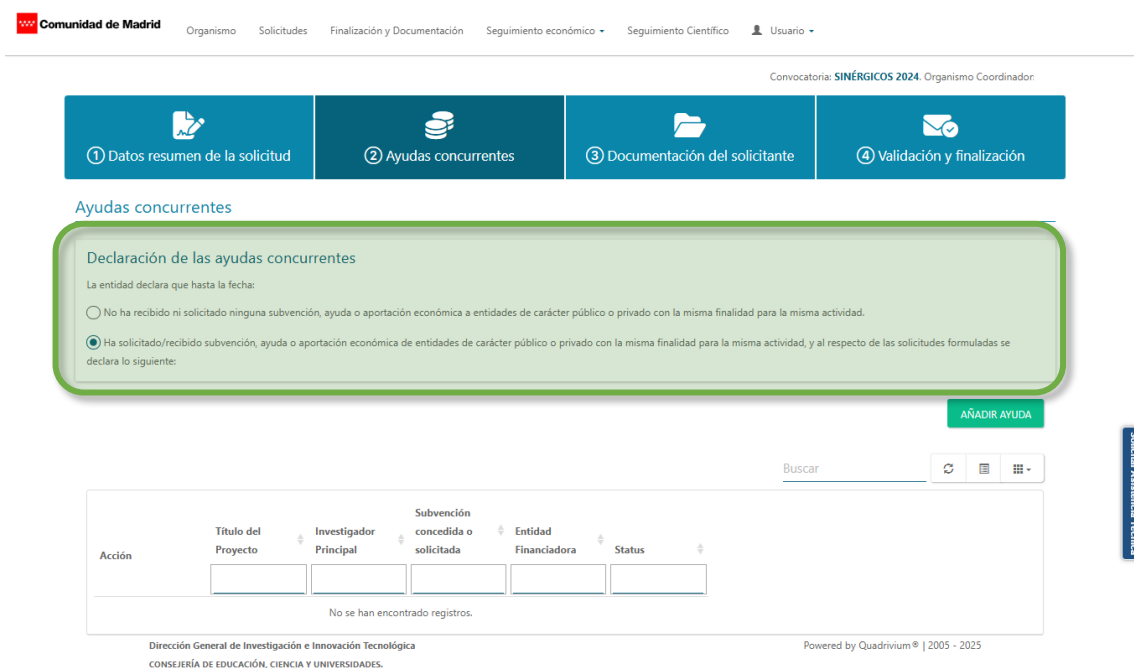 Comunidad de Madrid
Organismo Solicitudes Finalización y Documentación Seguimiento económico Seguimiento Científico Usuario
Convocatoria: SINÉRGICOS 2024. Organismo Coordinador:
① Datos resumen de la solicitud
② Ayudas concurrentes
③ Documentación del solicitante
④ Validación y finalización
Ayudas concurrentes
Declaración de las ayudas concurrentes
La entidad declara que hasta la fecha:
No ha recibido ni solicitado ninguna subvención, ayuda o aportación económica a entidades de carácter público o privado con la misma finalidad para la misma actividad.
Ha solicitado/recibido subvención, ayuda o aportación económica de entidades de carácter público o privado con la misma finalidad para la misma actividad, y al respecto de las solicitudes formuladas se
declara lo siguiente:
AÑADIR AYUDA
Solicitar Asistencia Técnica
Buscar
Acción
Título del
Proyecto
Investigador
Principal
Subvención
concedida o
solicitada
Entidad
Financiadora
Status
No se han encontrado registros.
Dirección General de Investigación e Innovación Tecnológica
CONSEJERÍA DE EDUCACIÓN, CIENCIA Y UNIVERSIDADES.
Powered by Quadrivium® | 2005 - 2025